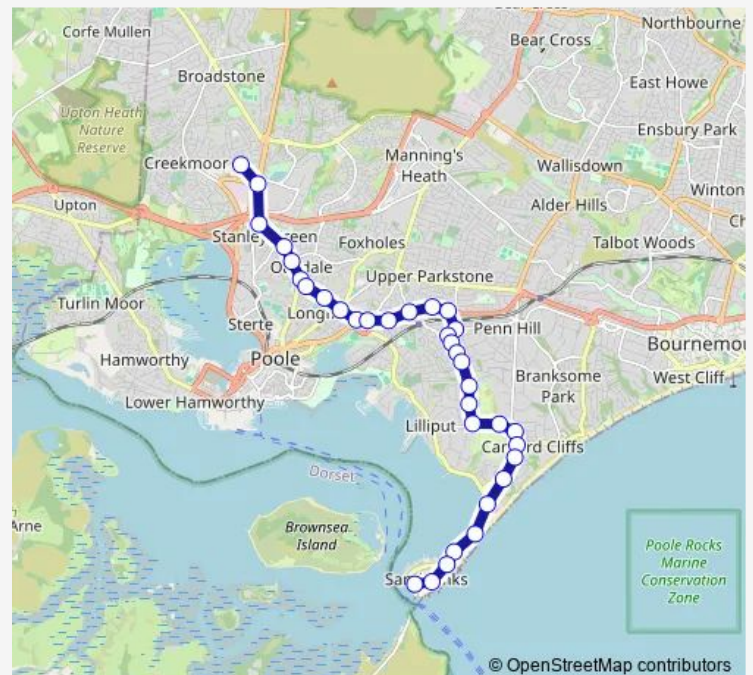 Corfe Mullen
Bear Cross
Northbourne
Broadstone
East Howe
Upton Heath
Nature
Reserve
Ensbury Park
Creekmoor
Manning's
Heath
Wallisdown
Winton
Upton
Alder Hills
Foxholes
Talbot Woods
Upper Parkstone
Turlin Moor
Sterte
Penn Hill
Poole
Hamworthy
Branksome
Park
West Cliff
Lower Hamworthy
Lilliput
Dorset
Brownsea
Island
Arne
Poole Rocks
Marine
Conservation
Zone
© OpenStreetMap contributors